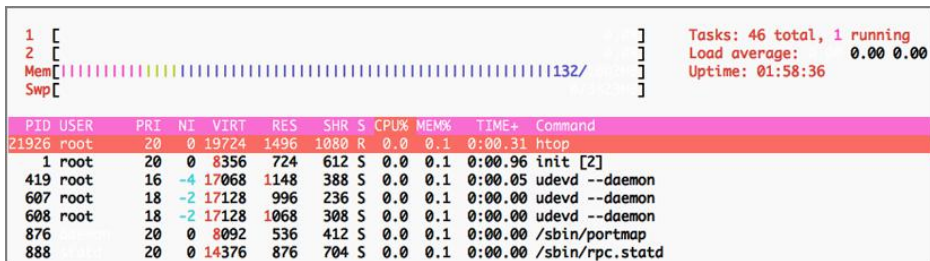 1 [ ] Tasks: 46 total, 1 running
2 [ ] Load average: 0.00 0.00
Mem[||||||||||||||||||||||||||||||||||||||||||||||||||||||||||||132/ ] Uptime: 01:58:36
Swp[ ]
PID USER PRI NI VIRT RES SHR S CPU% MEM% TIME+ Command
21926 root 20 0 19724 1496 1080 R 0.0 0.1 0:00.31 htop
1 root 20 0 8356 724 612 S 0.0 0.1 0:00.96 init [2]
419 root 16 -4 17068 1148 388 S 0.0 0.1 0:00.05 udevd --daemon
607 root 18 -2 17128 996 236 S 0.0 0.1 0:00.00 udevd --daemon
608 root 18 -2 17128 1068 308 S 0.0 0.1 0:00.00 udevd --daemon
876 daemon 20 0 8092 536 412 S 0.0 0.1 0:00.00 /sbin/portmap
888 statd 20 0 14376 876 704 S 0.0 0.1 0:00.00 /sbin/rpc.statd